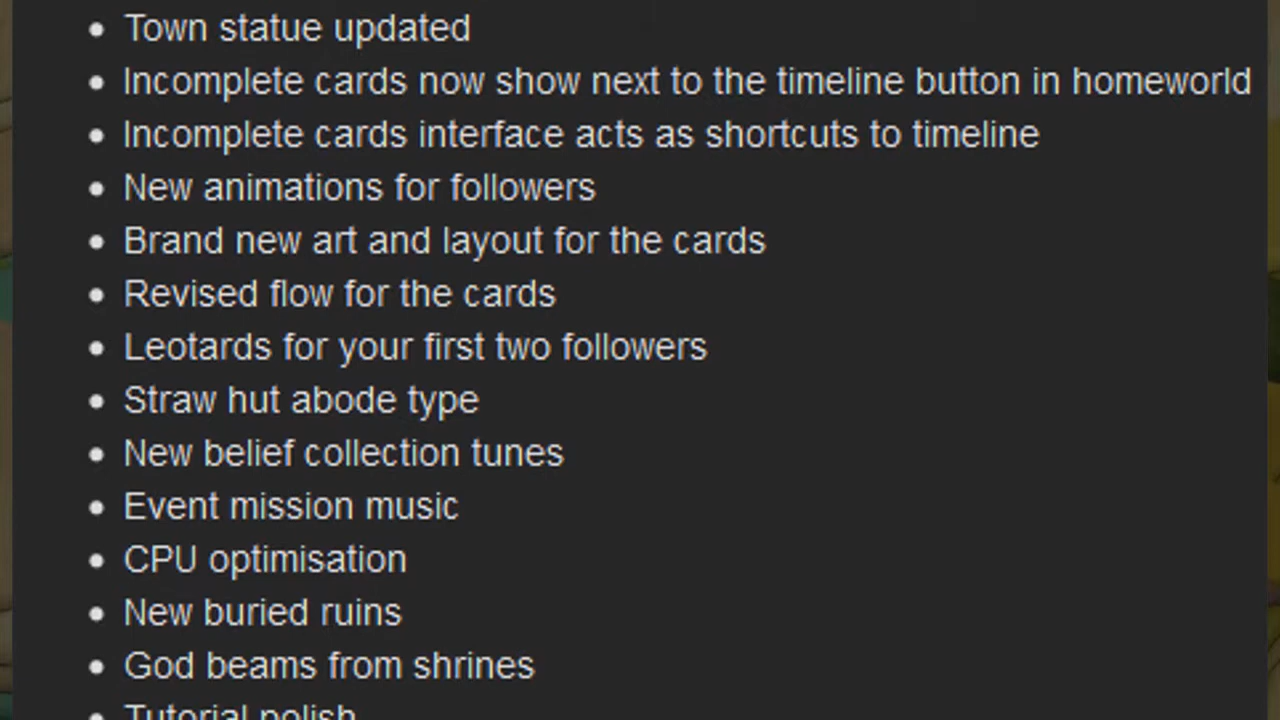 Town statue updated
Incomplete cards now show next to the timeline button in homeworld
Incomplete cards interface acts as shortcuts to timeline
New animations for followers
Brand new art and layout for the cards
Revised flow for the cards
Leotards for your first two followers
Straw hut abode type
New belief collection tunes
Event mission music
CPU optimisation
New buried ruins
God beams from shrines
Tutorial polish